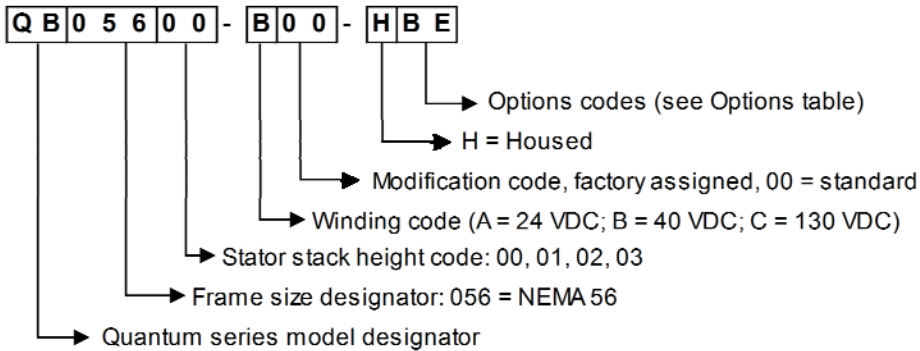 QB05600 - B00 - HBE
Options codes (see Options table)
H = Housed
Modification code, factory assigned, 00 = standard
Winding code (A = 24 VDC; B = 40 VDC; C = 130 VDC)
Stator stack height code: 00, 01, 02, 03
Frame size designator: 056 = NEMA 56
Quantum series model designator